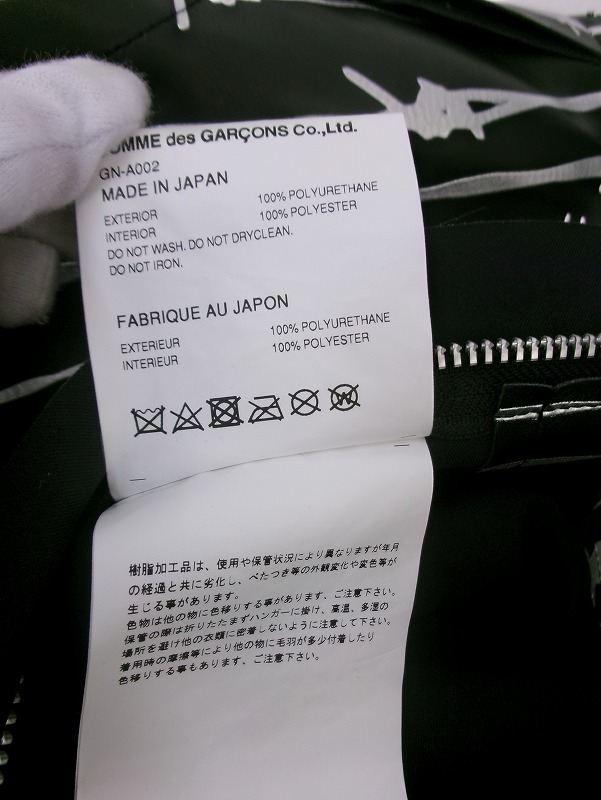 OMME des GARÇONS Co.,Ltd.
GN-A002
MADE IN JAPAN
EXTERIOR 100% POLYURETHANE
INTERIOR 100% POLYESTER
DO NOT WASH. DO NOT DRYCLEAN.
DO NOT IRON.
FABRIQUE AU JAPON
EXTERIEUR 100% POLYURETHANE
INTERIEUR 100% POLYESTER
W
樹脂加工品は、使用や保管状況により異なりますが年月
の経過と共に劣化し、べたつき等の外観変化や変色等が
生じる事があります。
色物は他の物に色移りする事があります、ご注意下さい。
保管の際は折りたたまずハンガーに掛け、高温、多湿の
場所を避け他の衣類に密着しないように注意して下さい。
着用時の摩擦等により他の物に毛羽が多少付着したり
色移りする事もあります、ご注意下さい。